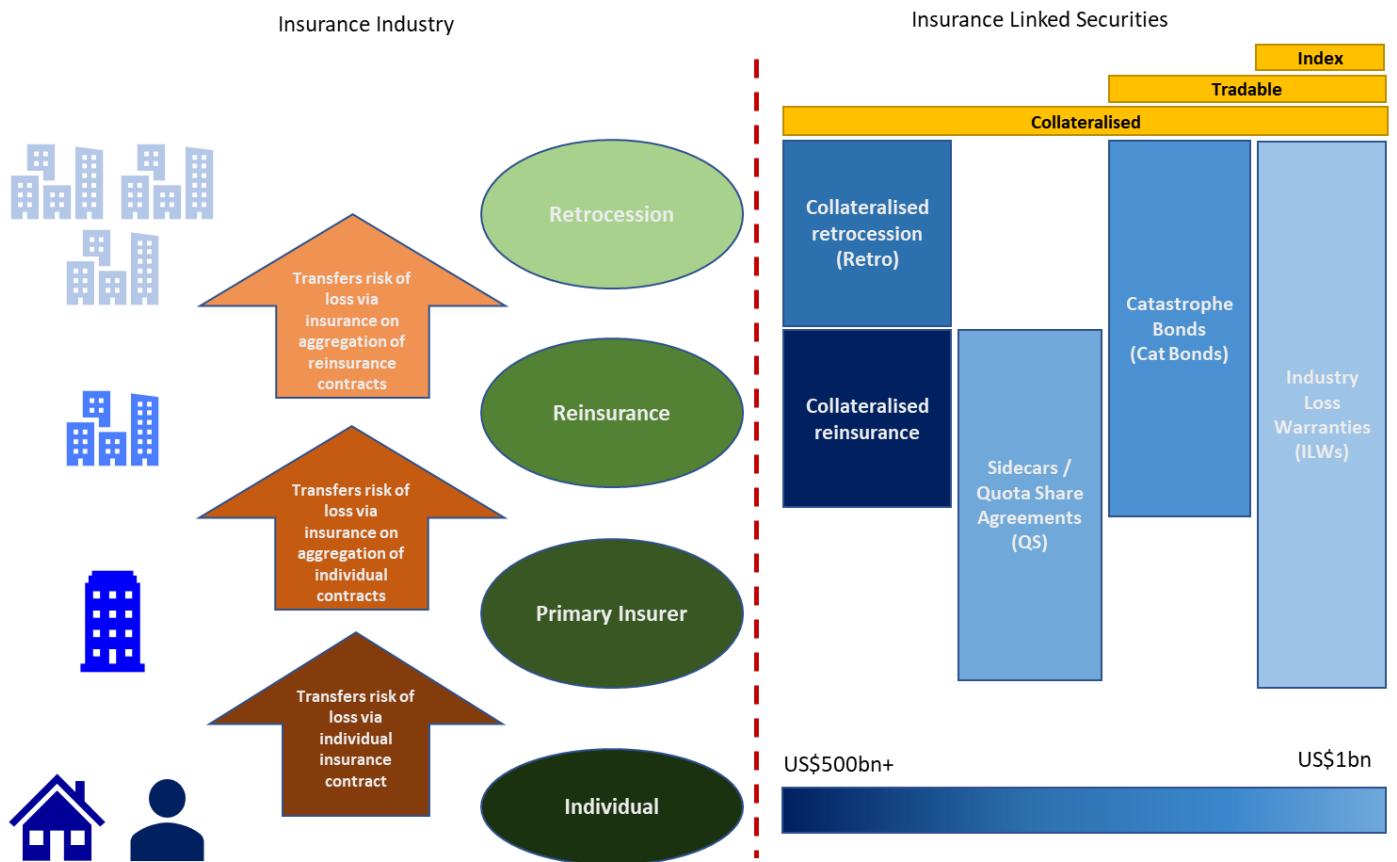 Insurance Industry
Insurance Linked Securities
Index
Tradable
Collateralised
Retrocession
Transfers risk of
loss via
insurance on
aggregation of
reinsurance
contracts
Reinsurance
Transfers risk of
loss via
insurance on
aggregation of
individual
contracts
Primary Insurer
Transfers risk of
loss via
individual
insurance
contract
Individual
Collateralised
retrocession
(Retro)
Collateralised
reinsurance
Sidecars /
Quota Share
Agreements
(QS)
Catastrophe
Bonds
(Cat Bonds)
Industry
Loss
Warranties
(ILWs)
US$500bn+
US$1bn